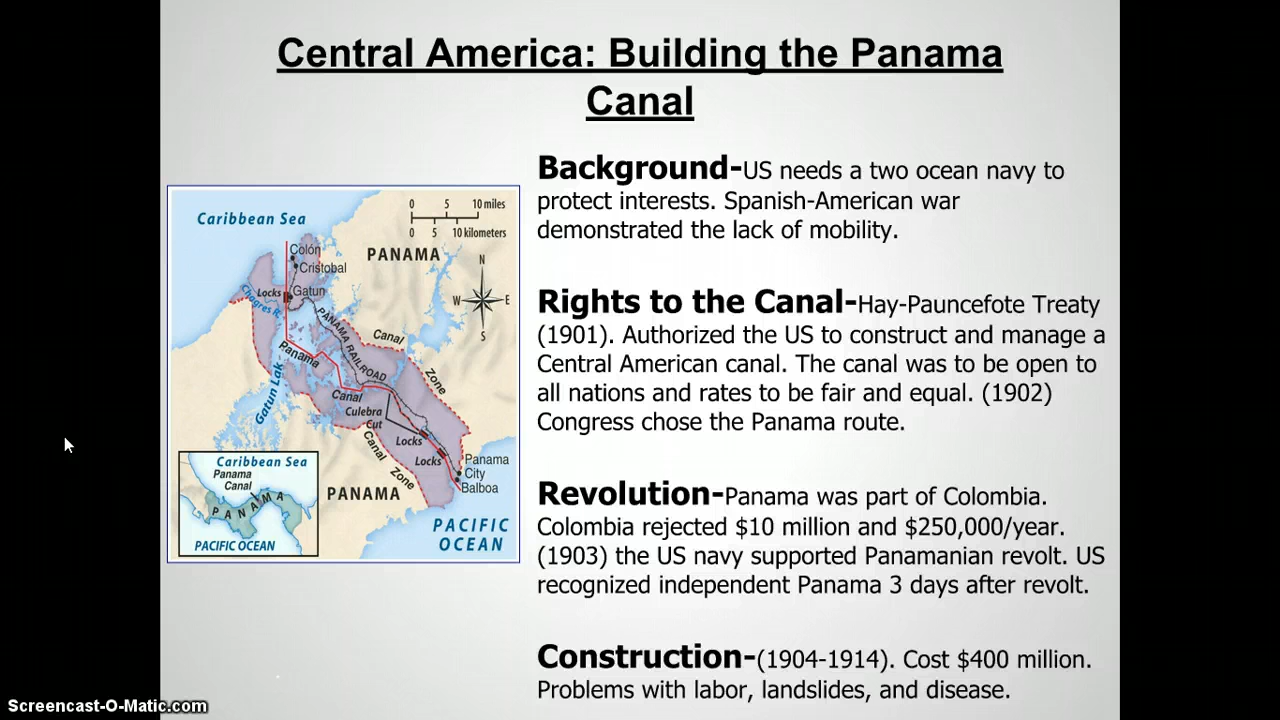 Central America: Building the Panama
Canal
Background-US needs a two ocean navy to
protect interests. Spanish-American war
demonstrated the lack of mobility.
Rights to the Canal-Hay-Pauncefote Treaty
(1901). Authorized the US to construct and manage a
Central American canal. The canal was to be open to
all nations and rates to be fair and equal. (1902)
Congress chose the Panama route.
Revolution-Panama was part of Colombia.
Colombia rejected $10 million and $250,000/year.
(1903) the US navy supported Panamanian revolt. US
recognized independent Panama 3 days after revolt.
Construction-(1904-1914). Cost $400 million.
Problems with labor, landslides, and disease.
Caribbean Sea
0 5 10 miles
0 5 10 kilometers
PANAMA
N
W E
S
Colón
Cristobal
Locks
Gatun
Chagres R.
PANAMA RAILROAD
Canal
Zone
Panama
Canal
Gatun Lak
Culebra
Cut
Locks
Locks
Canal Zone
Panama
City
Balboa
PANAMA
PACIFIC
OCEAN
Caribbean Sea
Panama
Canal
PANAMA
PACIFIC OCEAN
Screencast-O-Matic.com